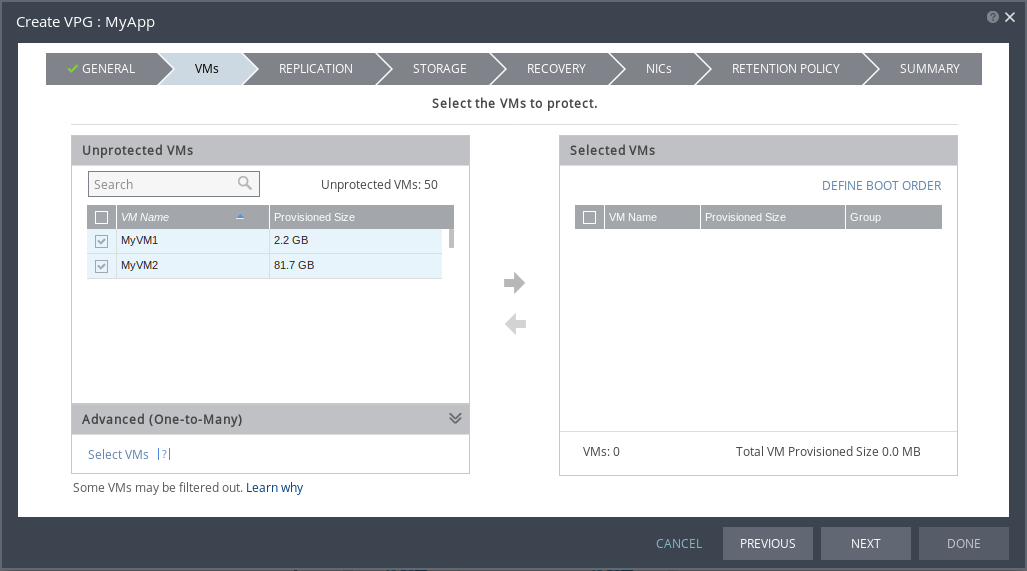 Create VPG : MyApp
?
GENERAL
VMs
REPLICATION
STORAGE
RECOVERY
NICs
RETENTION POLICY
SUMMARY
Select the VMs to protect.
Unprotected VMs
Search
Unprotected VMs: 50
VM Name
Provisioned Size
MyVM1
2.2 GB
MyVM2
81.7 GB
Advanced (One-to-Many)
Select VMs [?]
Some VMs may be filtered out. Learn why
Selected VMs
DEFINE BOOT ORDER
VM Name
Provisioned Size
Group
VMs: 0
Total VM Provisioned Size 0.0 MB
CANCEL
PREVIOUS
NEXT
DONE